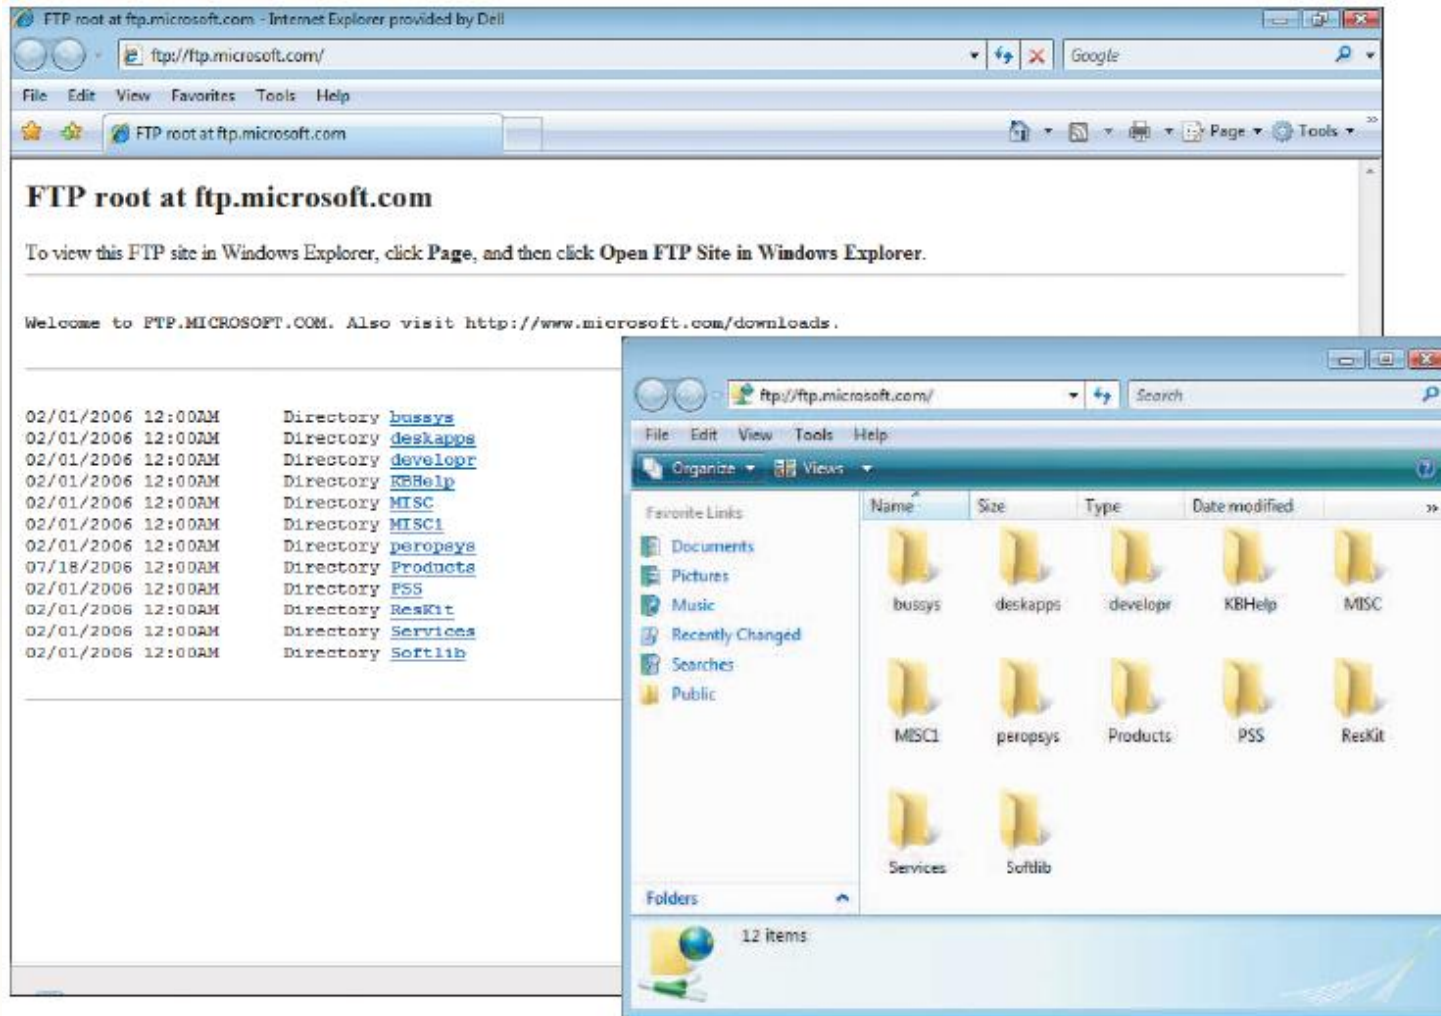 FTP root at ftp.microsoft.com - Internet Explorer provided by Dell
ftp://ftp.microsoft.com/
Google
File Edit View Favorites Tools Help
FTP root at ftp.microsoft.com
Page Tools
FTP root at ftp.microsoft.com
To view this FTP site in Windows Explorer, click Page, and then click Open FTP Site in Windows Explorer.
Welcome to FTP.MICROSOFT.COM. Also visit http://www.microsoft.com/downloads.
02/01/2006 12:00AM Directory bussys
02/01/2006 12:00AM Directory deskapps
02/01/2006 12:00AM Directory developr
02/01/2006 12:00AM Directory KBHelp
02/01/2006 12:00AM Directory MISC
02/01/2006 12:00AM Directory MISC1
02/01/2006 12:00AM Directory peropsys
07/18/2006 12:00AM Directory Products
02/01/2006 12:00AM Directory PSS
02/01/2006 12:00AM Directory ResKit
02/01/2006 12:00AM Directory Services
02/01/2006 12:00AM Directory Softlib
ftp://ftp.microsoft.com/
Search
File Edit View Tools Help
Organize Views
Favorite Links
Documents
Pictures
Music
Recently Changed
Searches
Public
Folders
Name Size Type Date modified
bussys deskapps developr KBHelp MISC
MISC1 peropsys Products PSS ResKit
Services Softlib
12 items